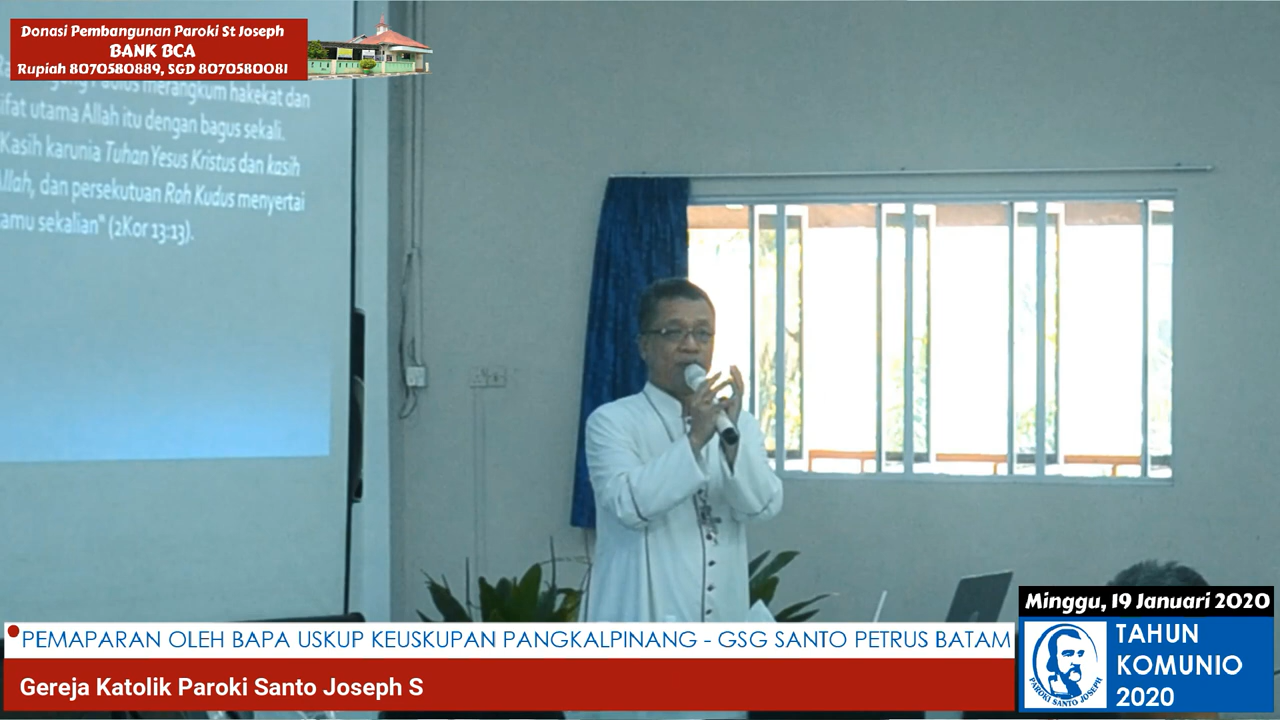 Donasi Pembangunan Paroki St Joseph
BANK BCA
Rupiah 8070580889, SGD 8070580081
merangkum hakekat dan
ifat utama Allah itu dengan bagus sekali.
Kasih karunia Tuhan Yesus Kristus dan kasih
Allah, dan persekutuan Roh Kudus menyertai
amu sekalian" (2Kor 13:13).
Minggu, 19 Januari 2020
PEMAPARAN OLEH BAPA USKUP KEUSKUPAN PANGKALPINANG - GSG SANTO PETRUS BATAM
Gereja Katolik Paroki Santo Joseph S
TAHUN
KOMUNIO
2020
PAROKI SANTO JOSEPH